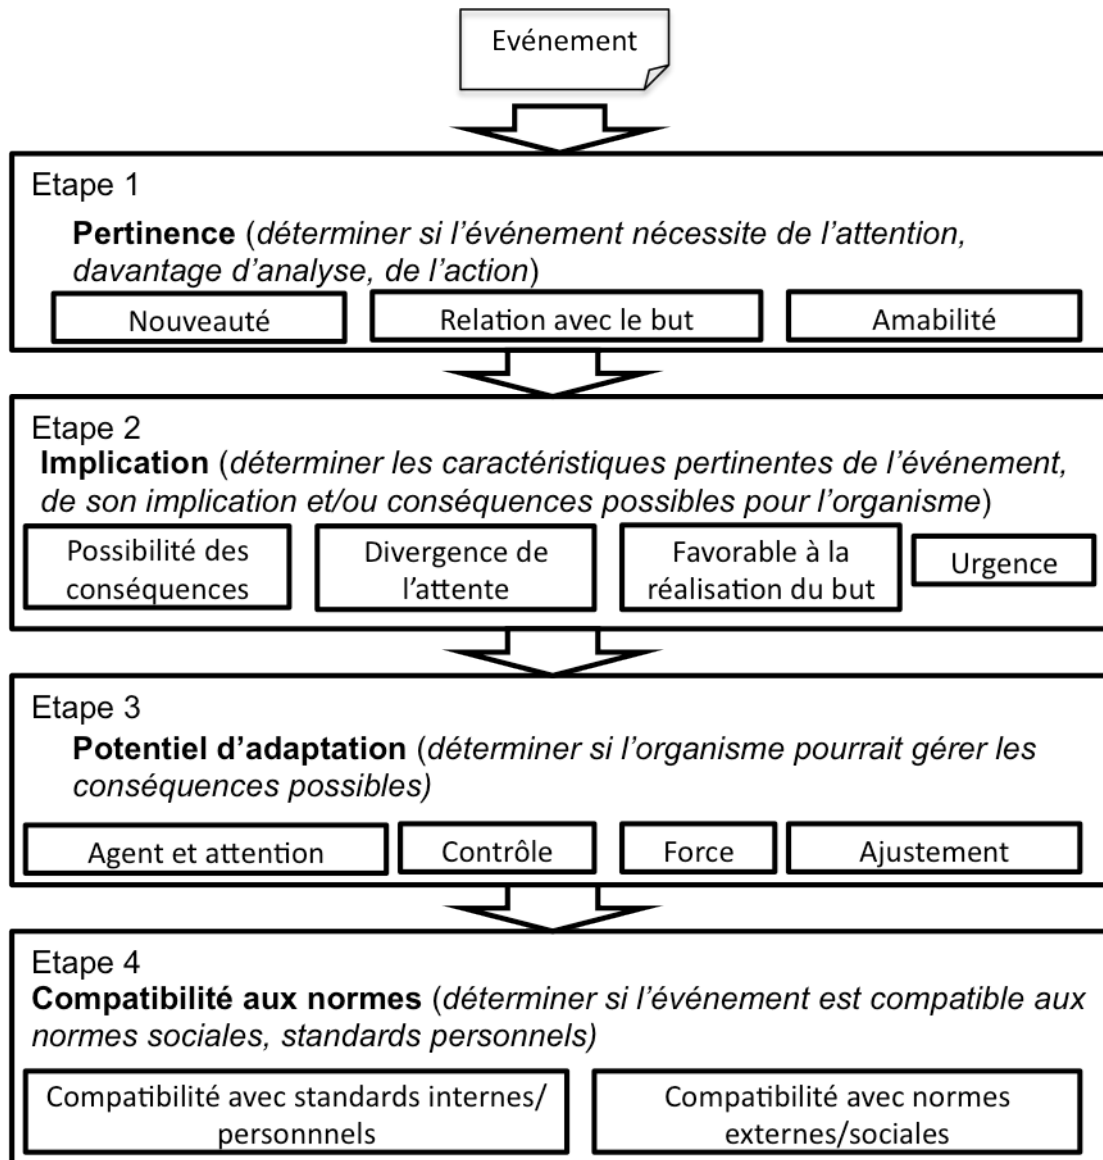 Evénement
Etape 1
Pertinence (déterminer si l’événement nécessite de l’attention,
davantage d’analyse, de l’action)
Nouveauté
Relation avec le but
Amabilité
Etape 2
Implication (déterminer les caractéristiques pertinentes de l’événement,
de son implication et/ou conséquences possibles pour l’organisme)
Possibilité des
conséquences
Divergence de
l’attente
Favorable à la
réalisation du but
Urgence
Etape 3
Potentiel d’adaptation (déterminer si l’organisme pourrait gérer les
conséquences possibles)
Agent et attention
Contrôle
Force
Ajustement
Etape 4
Compatibilité aux normes (déterminer si l’événement est compatible aux
normes sociales, standards personnels)
Compatibilité avec standards internes/
personnnels
Compatibilité avec normes
externes/sociales